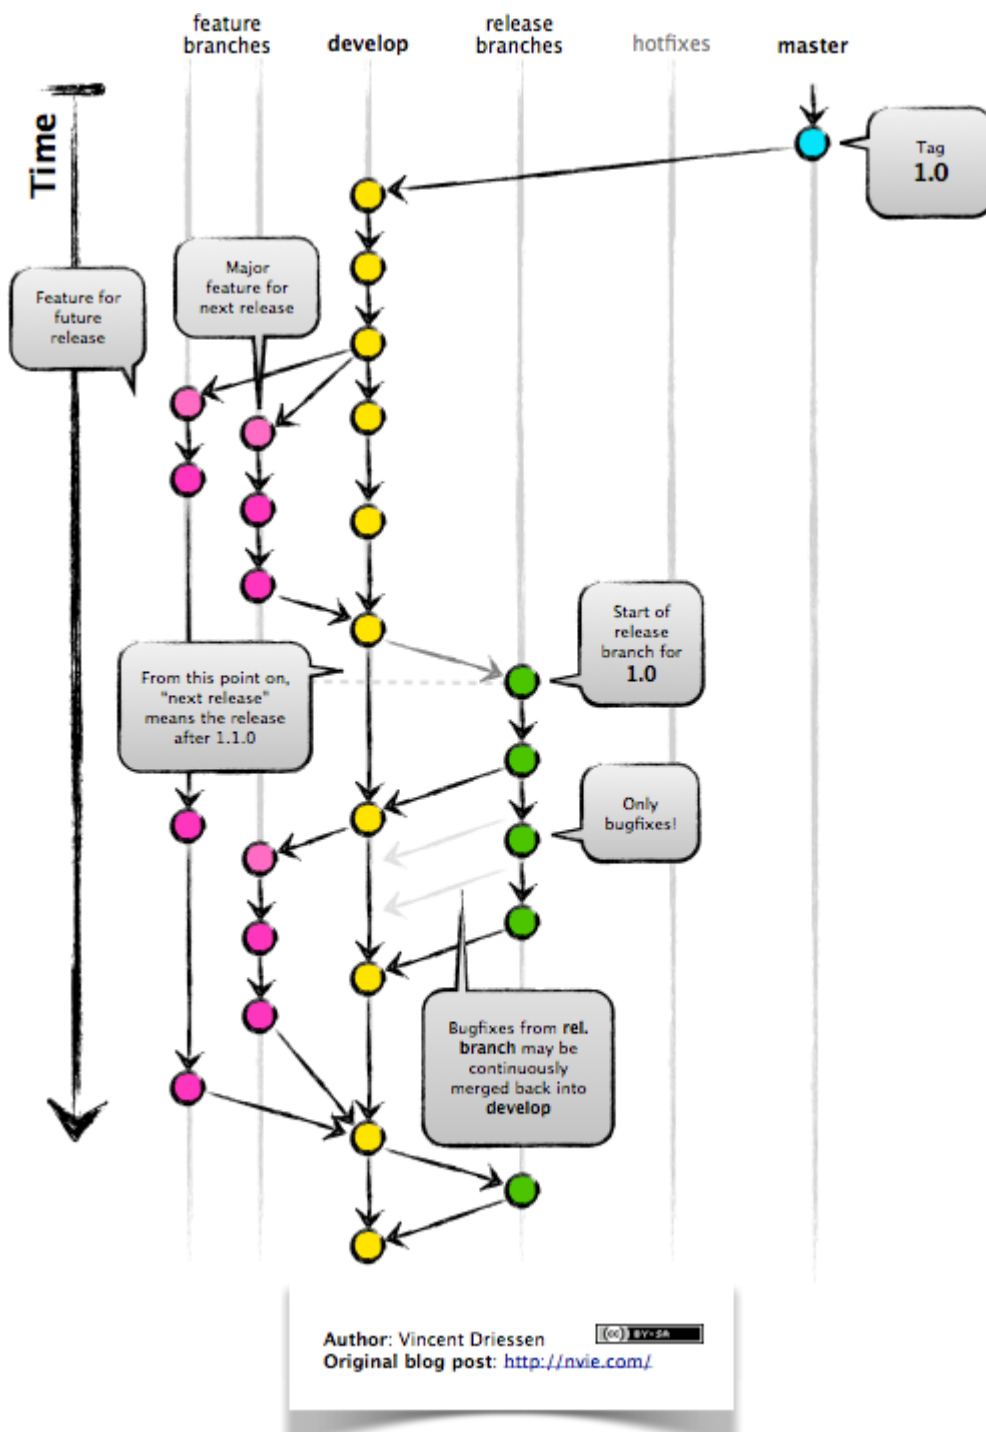 feature
branches
develop
release
branches
hotfixes
master
Time
Tag
1.0
Major
feature for
next release
Feature for
future
release
Start of
release
branch for
1.0
From this point on,
“next release”
means the release
after 1.1.0
Only
bugfixes!
Bugfixes from rel.
branch may be
continuously
merged back into
develop
Author: Vincent Driessen
(cc) BY-SA
Original blog post: http://nvie.com/